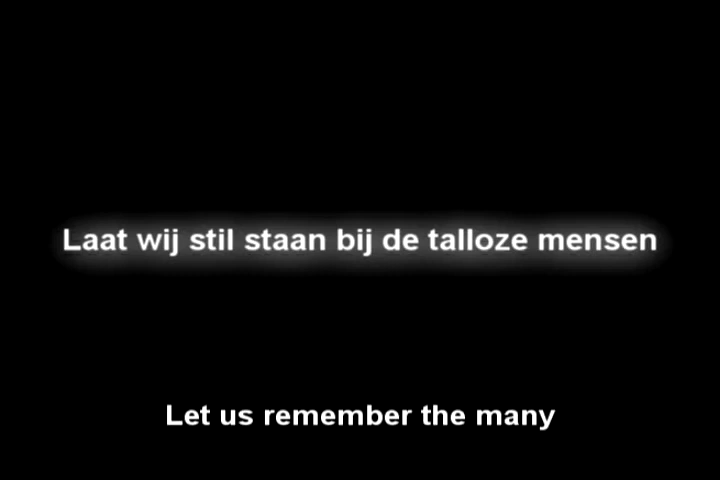 Laat wij stil staan bij de talloze mensen
Let us remember the many